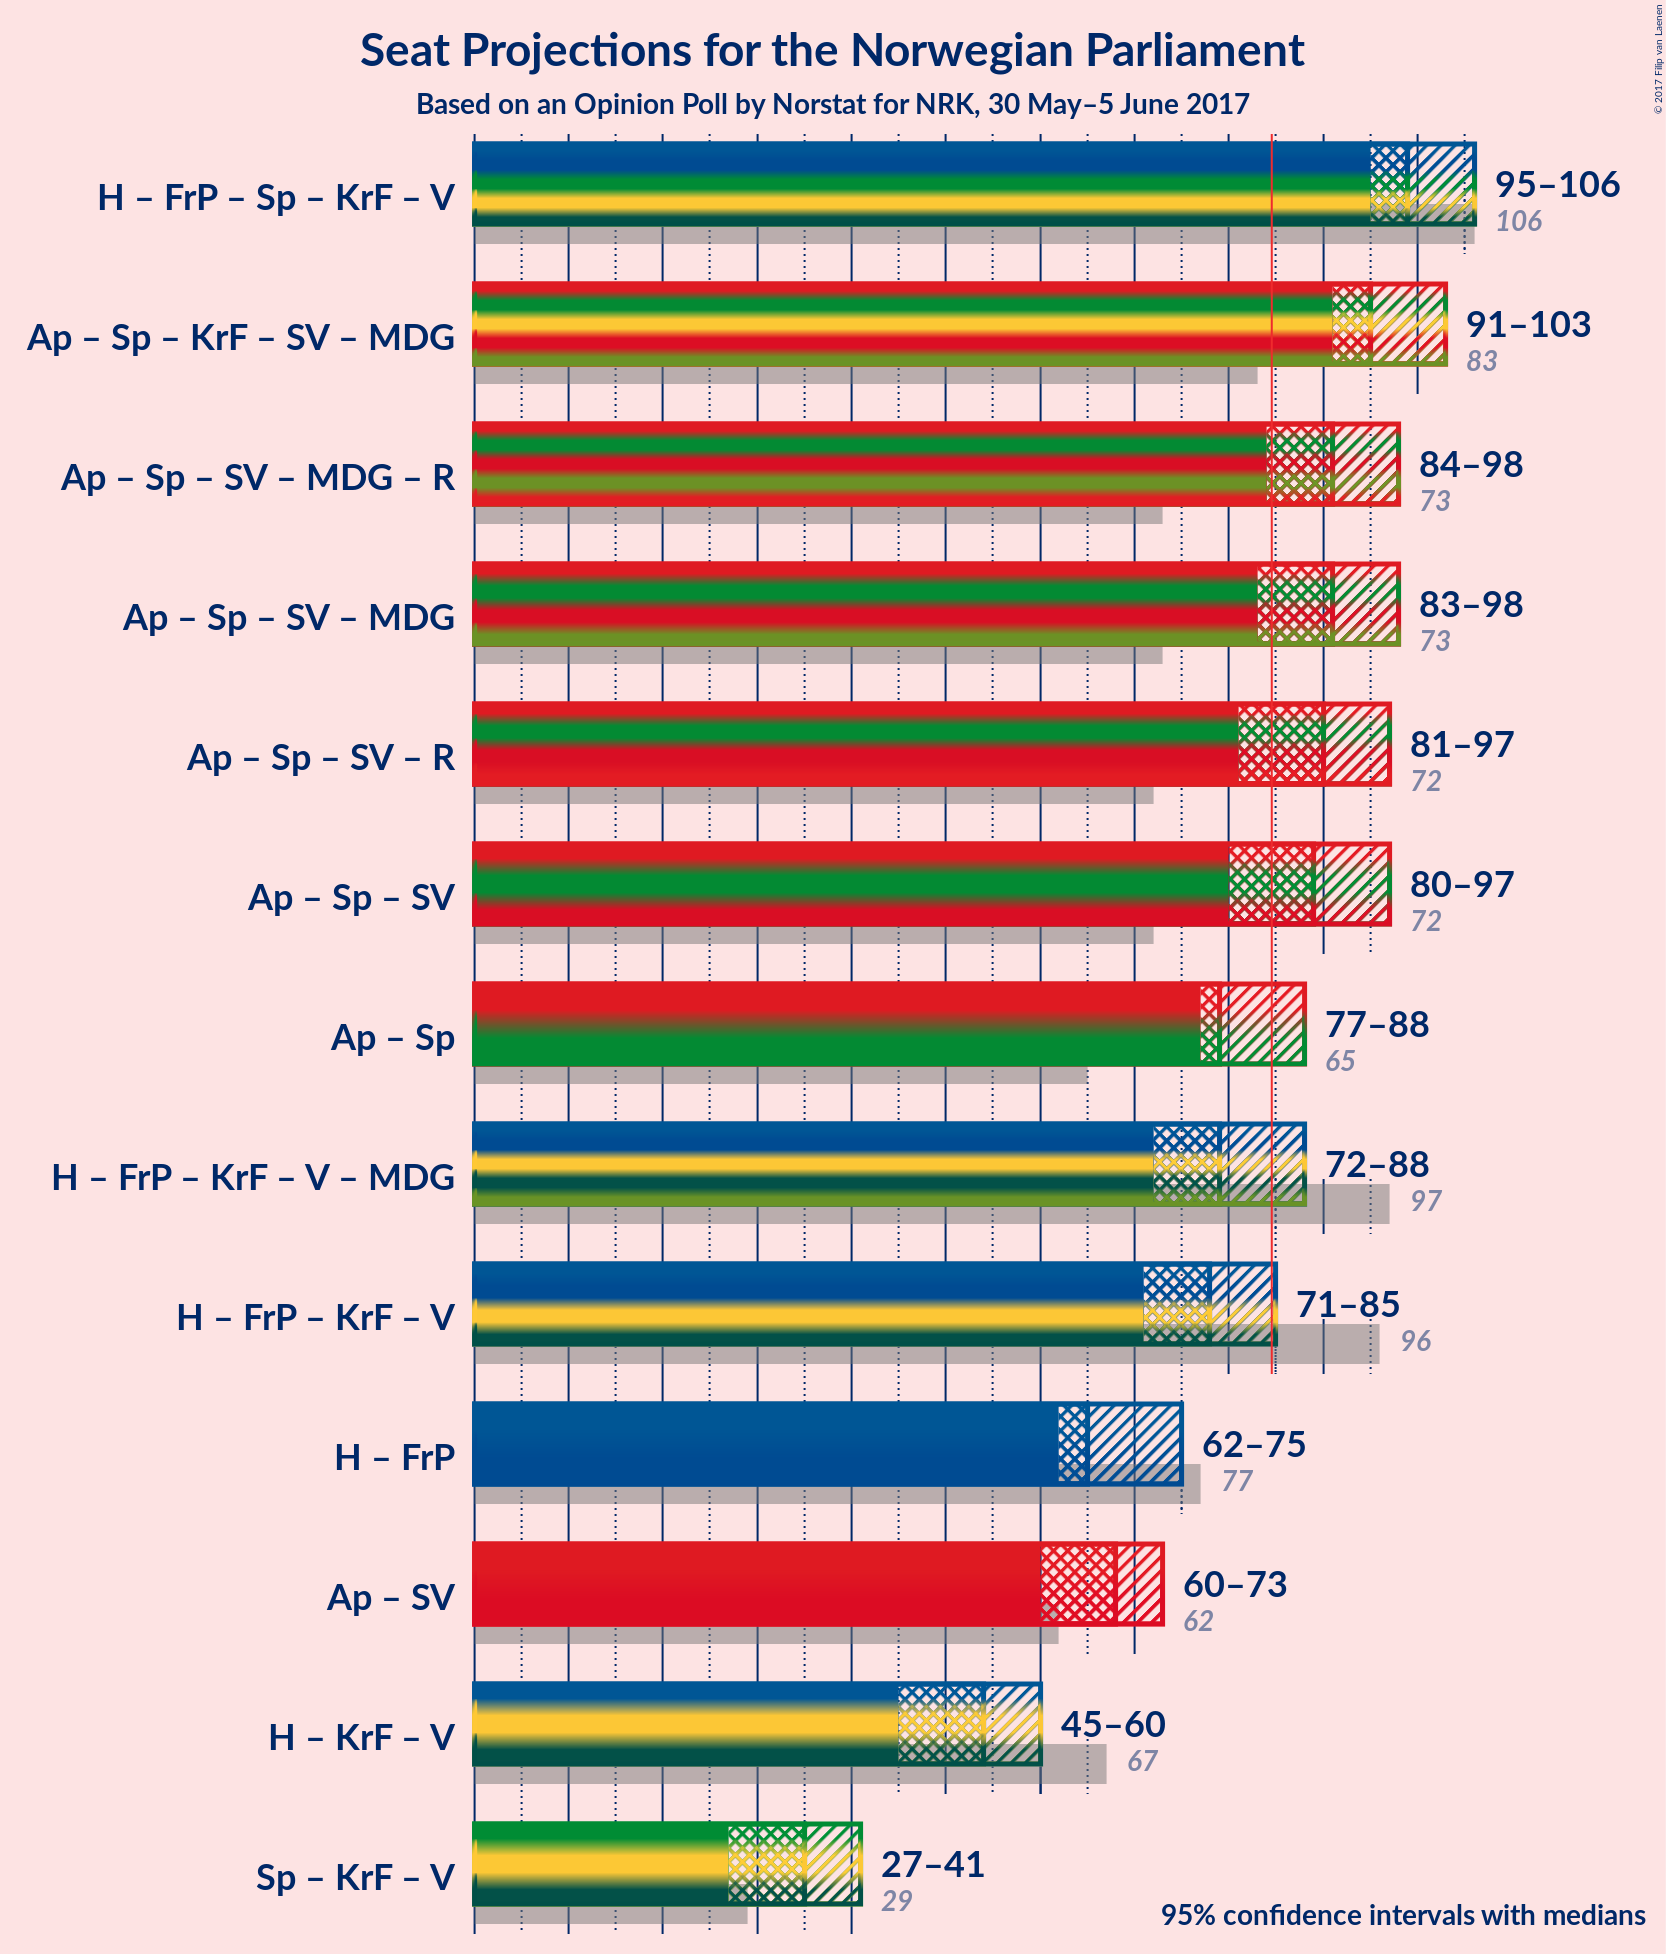 Seat Projections for the Norwegian Parliament
Based on an Opinion Poll by Norstat for NRK, 30 May–5 June 2017
© 2017 Filip van Laenen
H – FrP – Sp – KrF – V
95–106
106
Ap – Sp – KrF – SV – MDG
91–103
83
Ap – Sp – SV – MDG – R
84–98
73
Ap – Sp – SV – MDG
83–98
73
Ap – Sp – SV – R
81–97
72
Ap – Sp – SV
80–97
72
Ap – Sp
77–88
65
H – FrP – KrF – V – MDG
72–88
97
H – FrP – KrF – V
71–85
96
H – FrP
62–75
77
Ap – SV
60–73
62
H – KrF – V
45–60
67
Sp – KrF – V
27–41
29
95% confidence intervals with medians